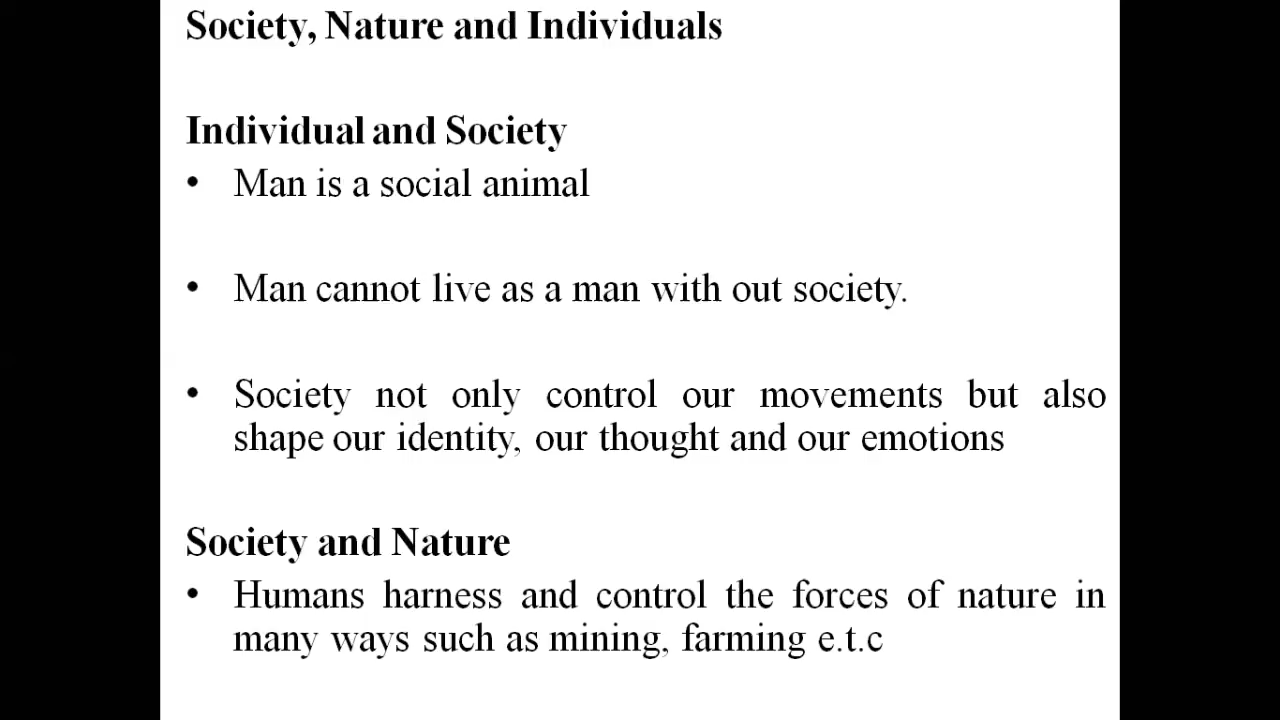 Society, Nature and Individuals
Individual and Society
• Man is a social animal
• Man cannot live as a man with out society.
• Society not only control our movements but also
shape our identity, our thought and our emotions
Society and Nature
• Humans harness and control the forces of nature in
many ways such as mining, farming e.t.c